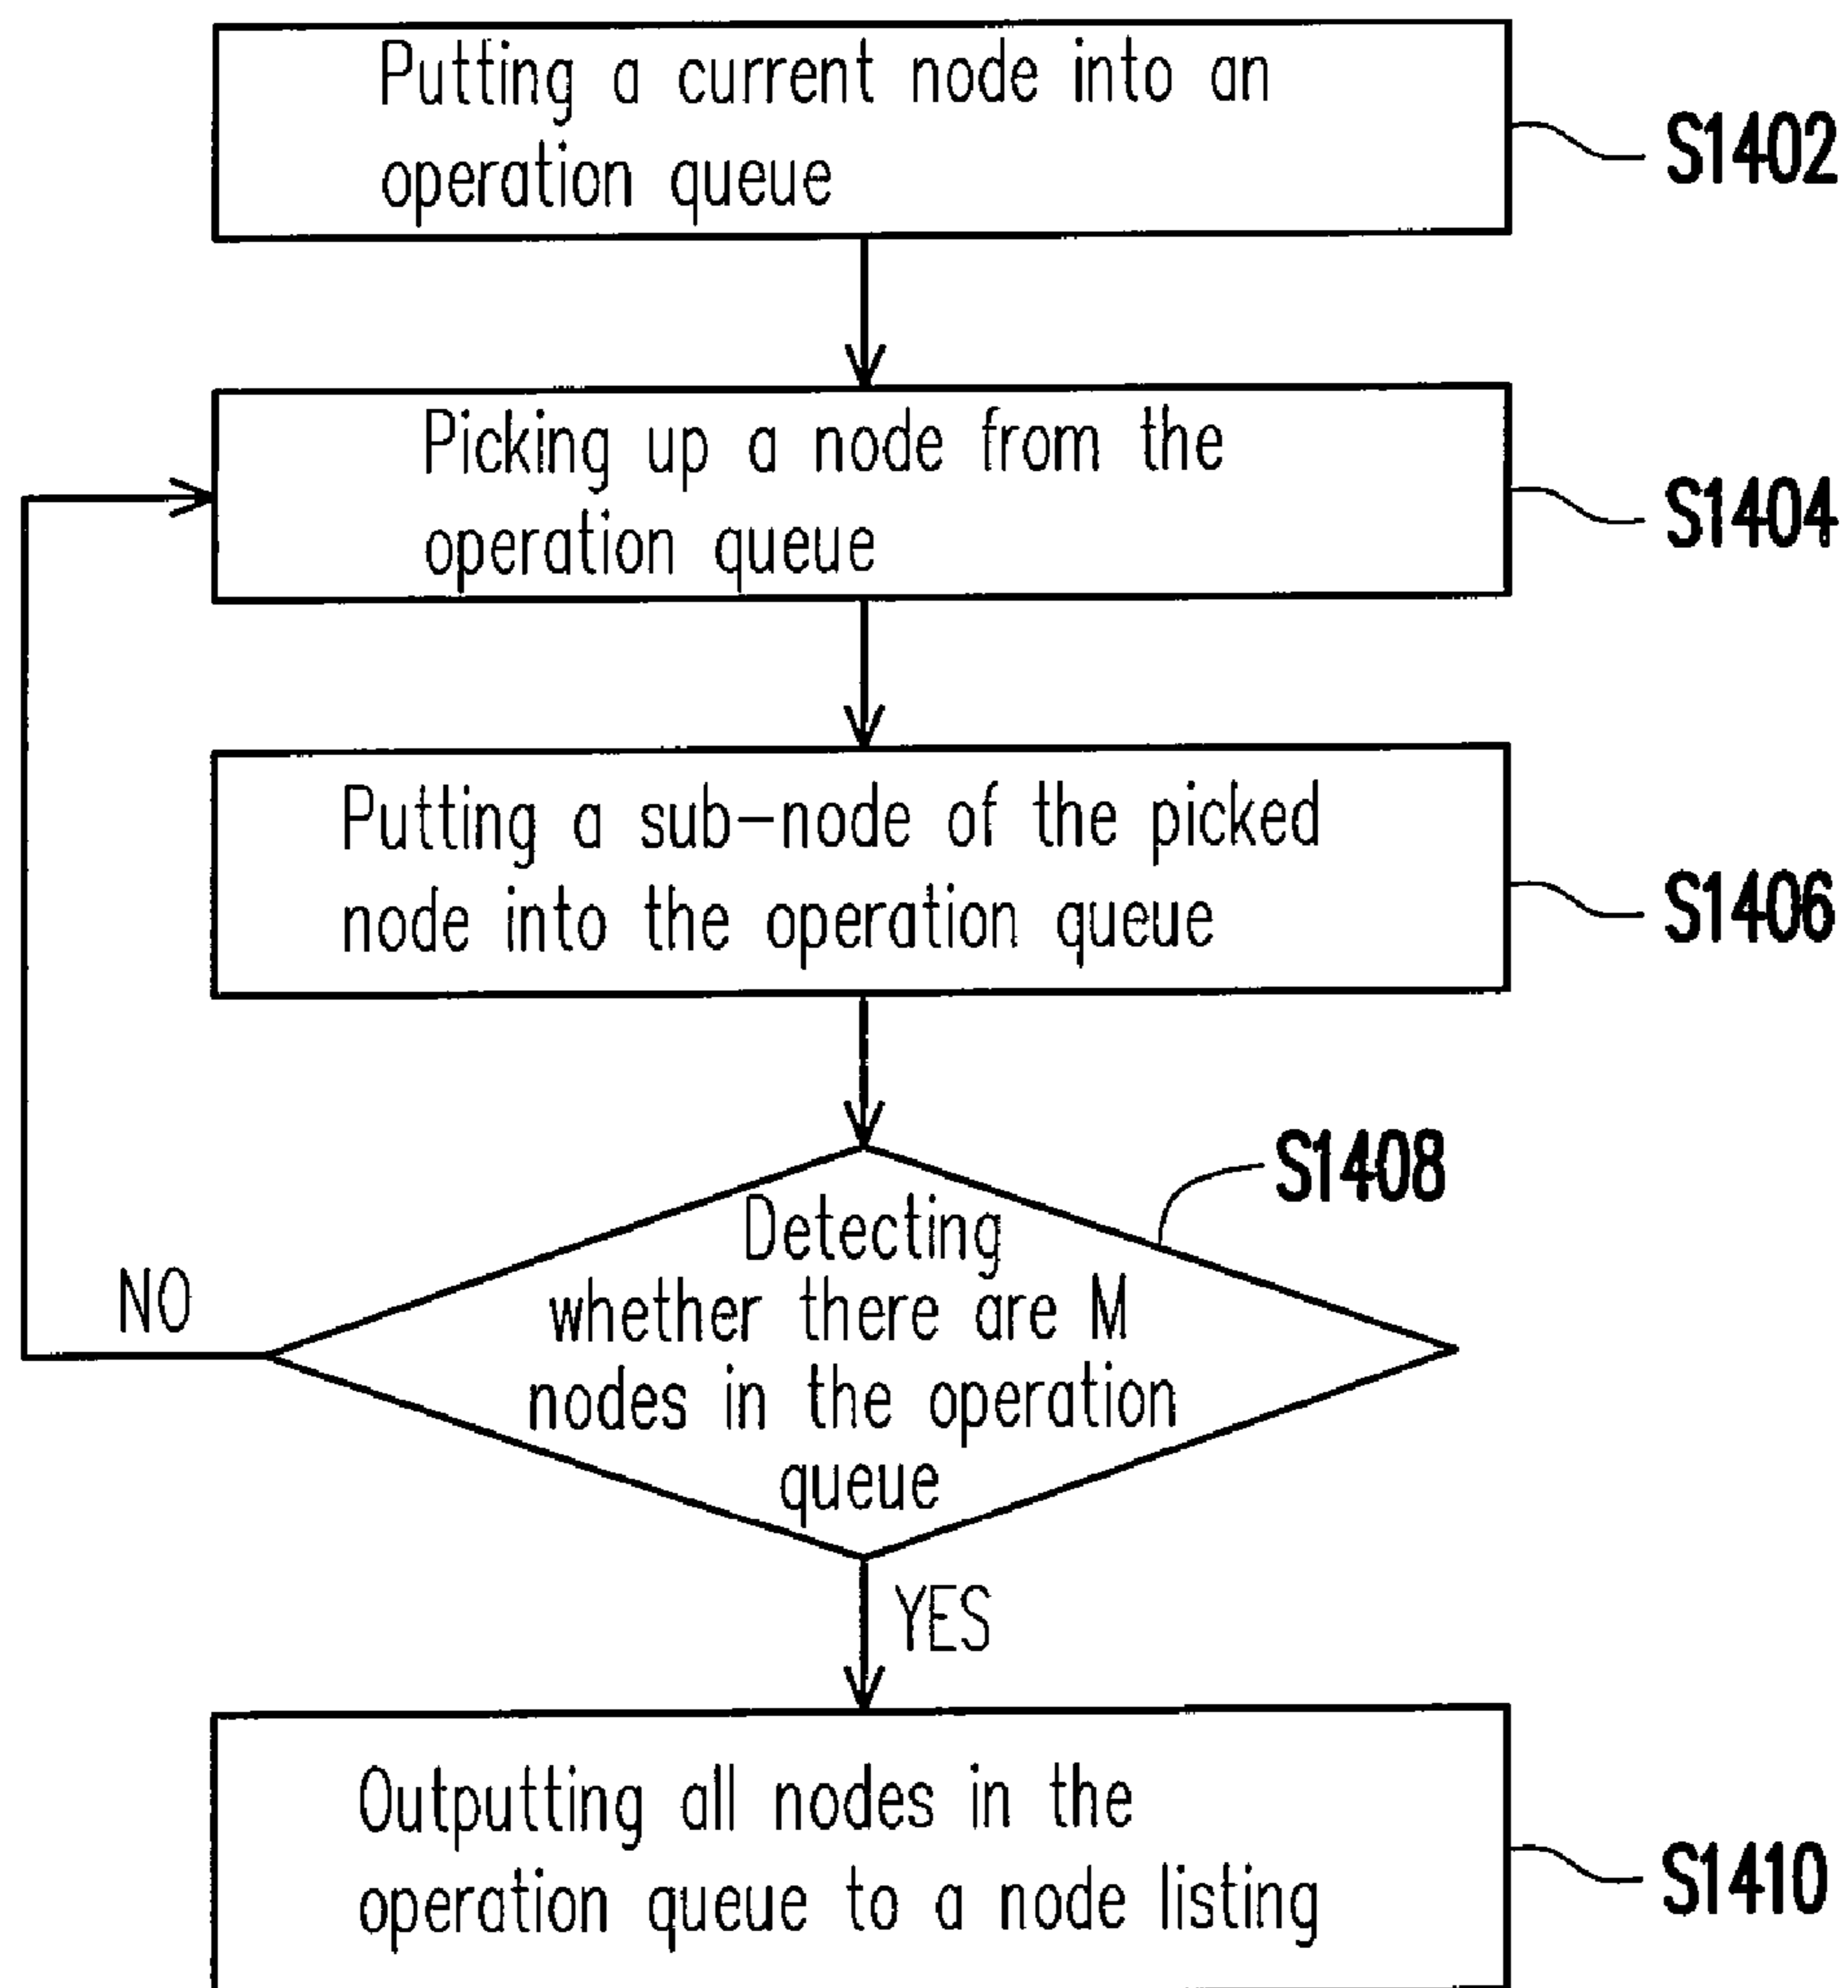 Putting a current node into an
operation queue
S1402
Picking up a node from the
operation queue
S1404
Putting a sub-node of the picked
node into the operation queue
S1406
S1408
Detecting
whether there are M
nodes in the operation
queue
NO
YES
Outputting all nodes in the
operation queue to a node listing
S1410